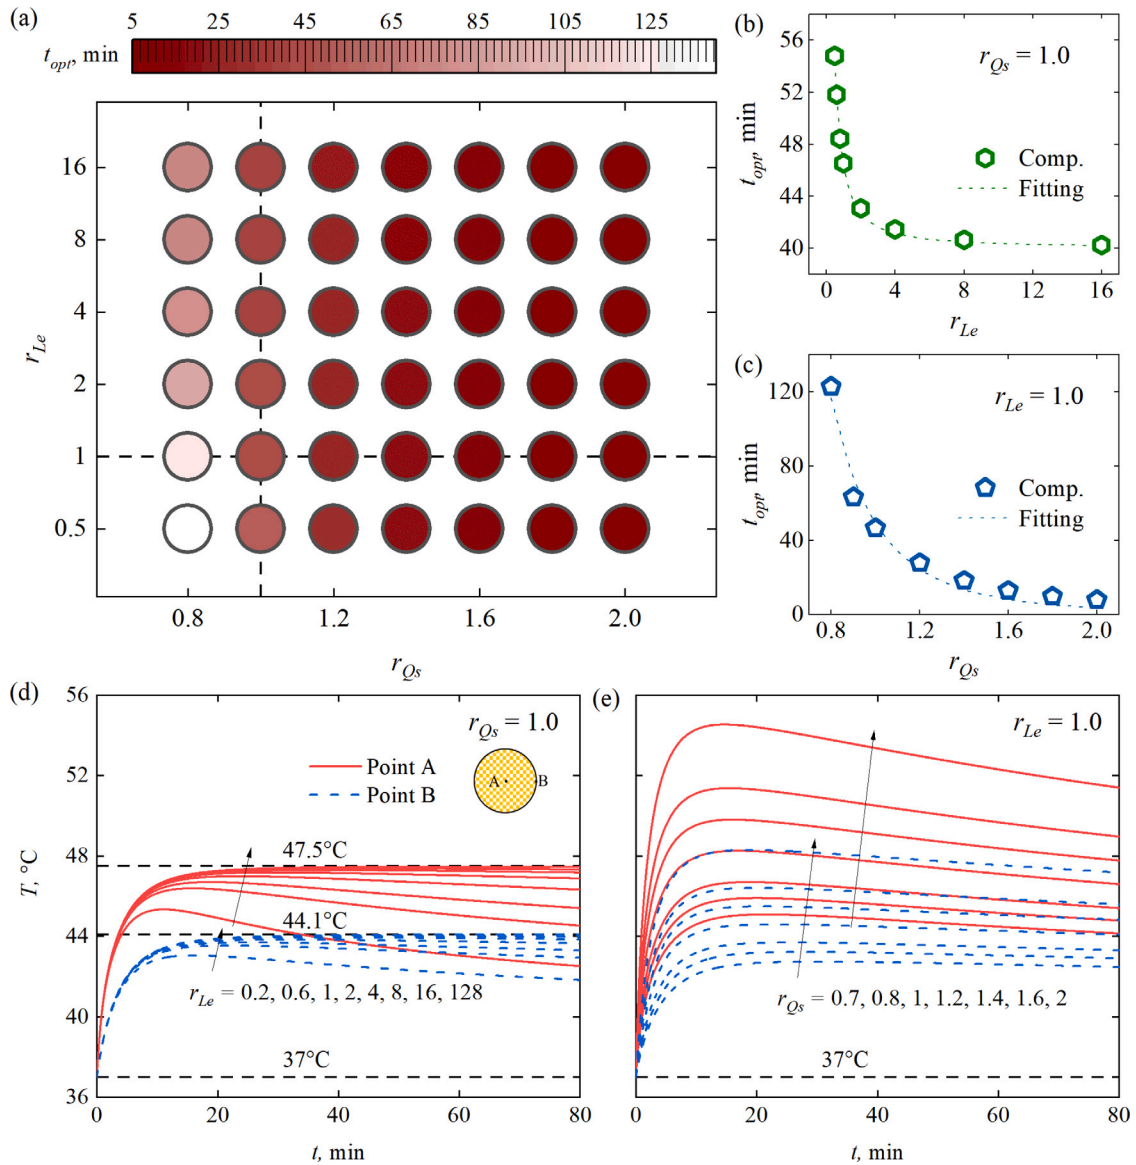 (a)
t_opt, min
5 25 45 65 85 105 125
r_Le
16
8
4
2
1
0.5
0.8 1.2 1.4 1.6 1.8 2.0
r_Qs
(b)
r_Qs = 1.0
t_opt, min
56
52
48
44
40
Comp.
Fitting
0 4 8 12 16
r_Le
(c)
r_Le = 1.0
t_opt, min
120
80
40
0
Comp.
Fitting
0.8 1.2 1.6 2.0
r_Qs
(d)
r_Qs = 1.0
T, °C
56
52
48
44
40
36
Point A
Point B
A B
47.5°C
44.1°C
r_Le = 0.2, 0.6, 1, 2, 4, 8, 16, 128
37°C
0 20 40 60 80
t, min
(e)
r_Le = 1.0
r_Qs = 0.7, 0.8, 1, 1.2, 1.4, 1.6, 2
37°C
0 20 40 60 80
t, min